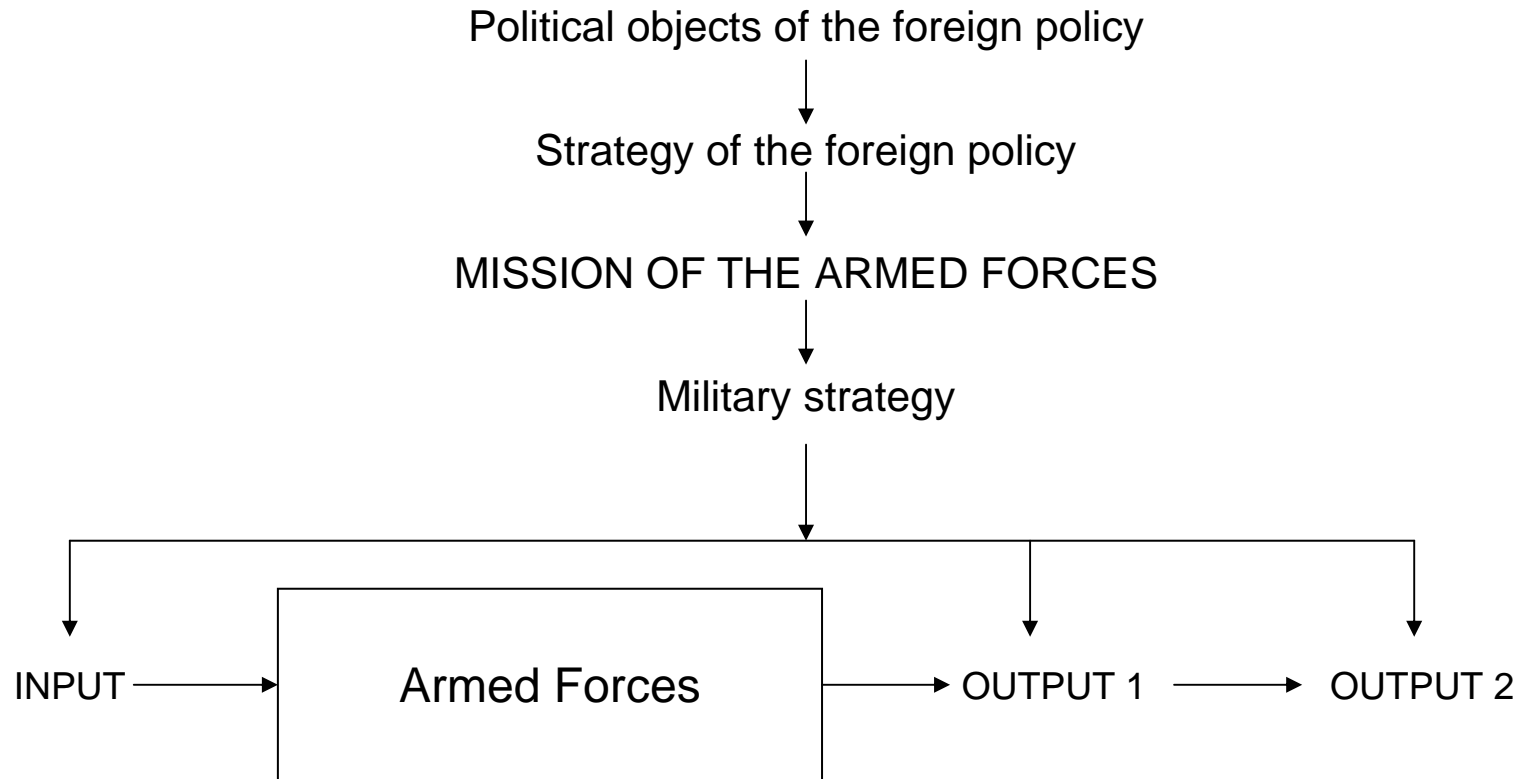 Political objects of the foreign policy
Strategy of the foreign policy
MISSION OF THE ARMED FORCES
Military strategy
INPUT
Armed Forces
OUTPUT 1
OUTPUT 2